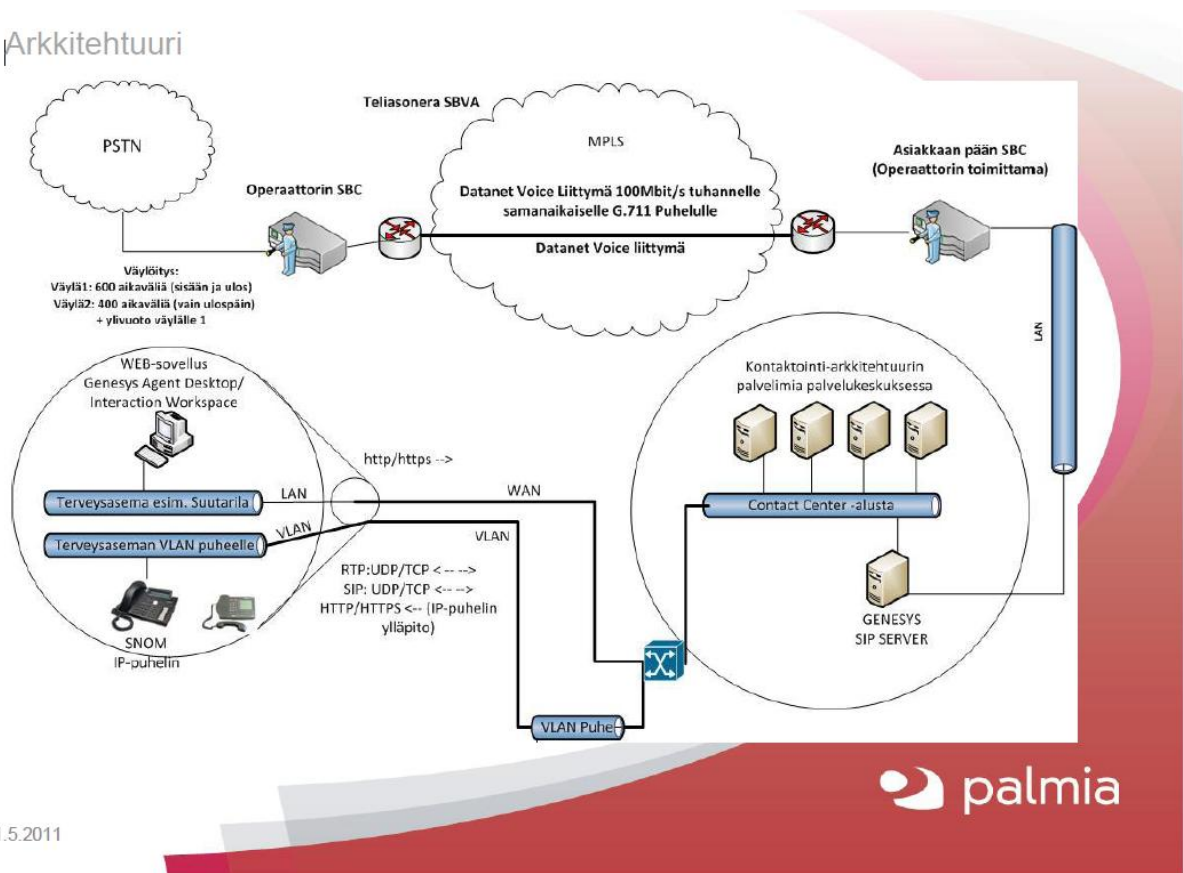 Arkkitehtuuri
Teliasonera SBVA
PSTN
MPLS
Asiakkaan pään SBC
(Operaattorin toimittama)
Operaattorin SBC
Datanet Voice Liittymä 100Mbit/s tuhannelle
samanaikaiselle G.711 Puhelulle
Datanet Voice liittymä
Väylöitys:
Väylä1: 600 aikaväliä (sisään ja ulos)
Väylä2: 400 aikaväliä (vain ulospäin)
+ ylivuoto väylälle 1
LAN
WEB-sovellus
Genesys Agent Desktop/
Interaction Workspace
Kontaktointi-arkkitehtuurin
palvelimia palvelukeskuksessa
http/https -->
Terveysasema esim. Suutarila
LAN
WAN
Contact Center -alusta
Terveysaseman VLAN puheelle
VLAN
VLAN
RTP:UDP/TCP <-- -->
SIP: UDP/TCP <-- -->
HTTP/HTTPS <-- (IP-puhelin
ylläpito)
SNOM
IP-puhelin
GENESYS
SIP SERVER
VLAN Puhe
palmia
.5.2011